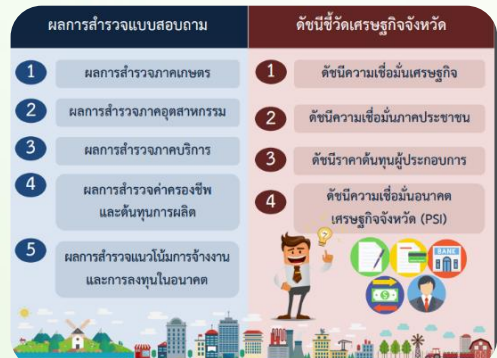 ผลการสำรวจแบบสอบถาม
1 ผลการสำรวจภาคเกษตร
2 ผลการสำรวจภาคอุตสาหกรรม
3 ผลการสำรวจภาคบริการ
4 ผลการสำรวจค่าครองชีพ
และต้นทุนการผลิต
5 ผลการสำรวจแนวโน้มการจ้างงาน
และการลงทุนในอนาคต
ดัชนีชี้วัดเศรษฐกิจจังหวัด
1 ดัชนีความเชื่อมั่นเศรษฐกิจ
2 ดัชนีความเชื่อมั่นภาคประชาชน
3 ดัชนีราคาต้นทุนผู้ประกอบการ
4 ดัชนีความเชื่อมั่นอนาคต
เศรษฐกิจจังหวัด (PSI)
BANK